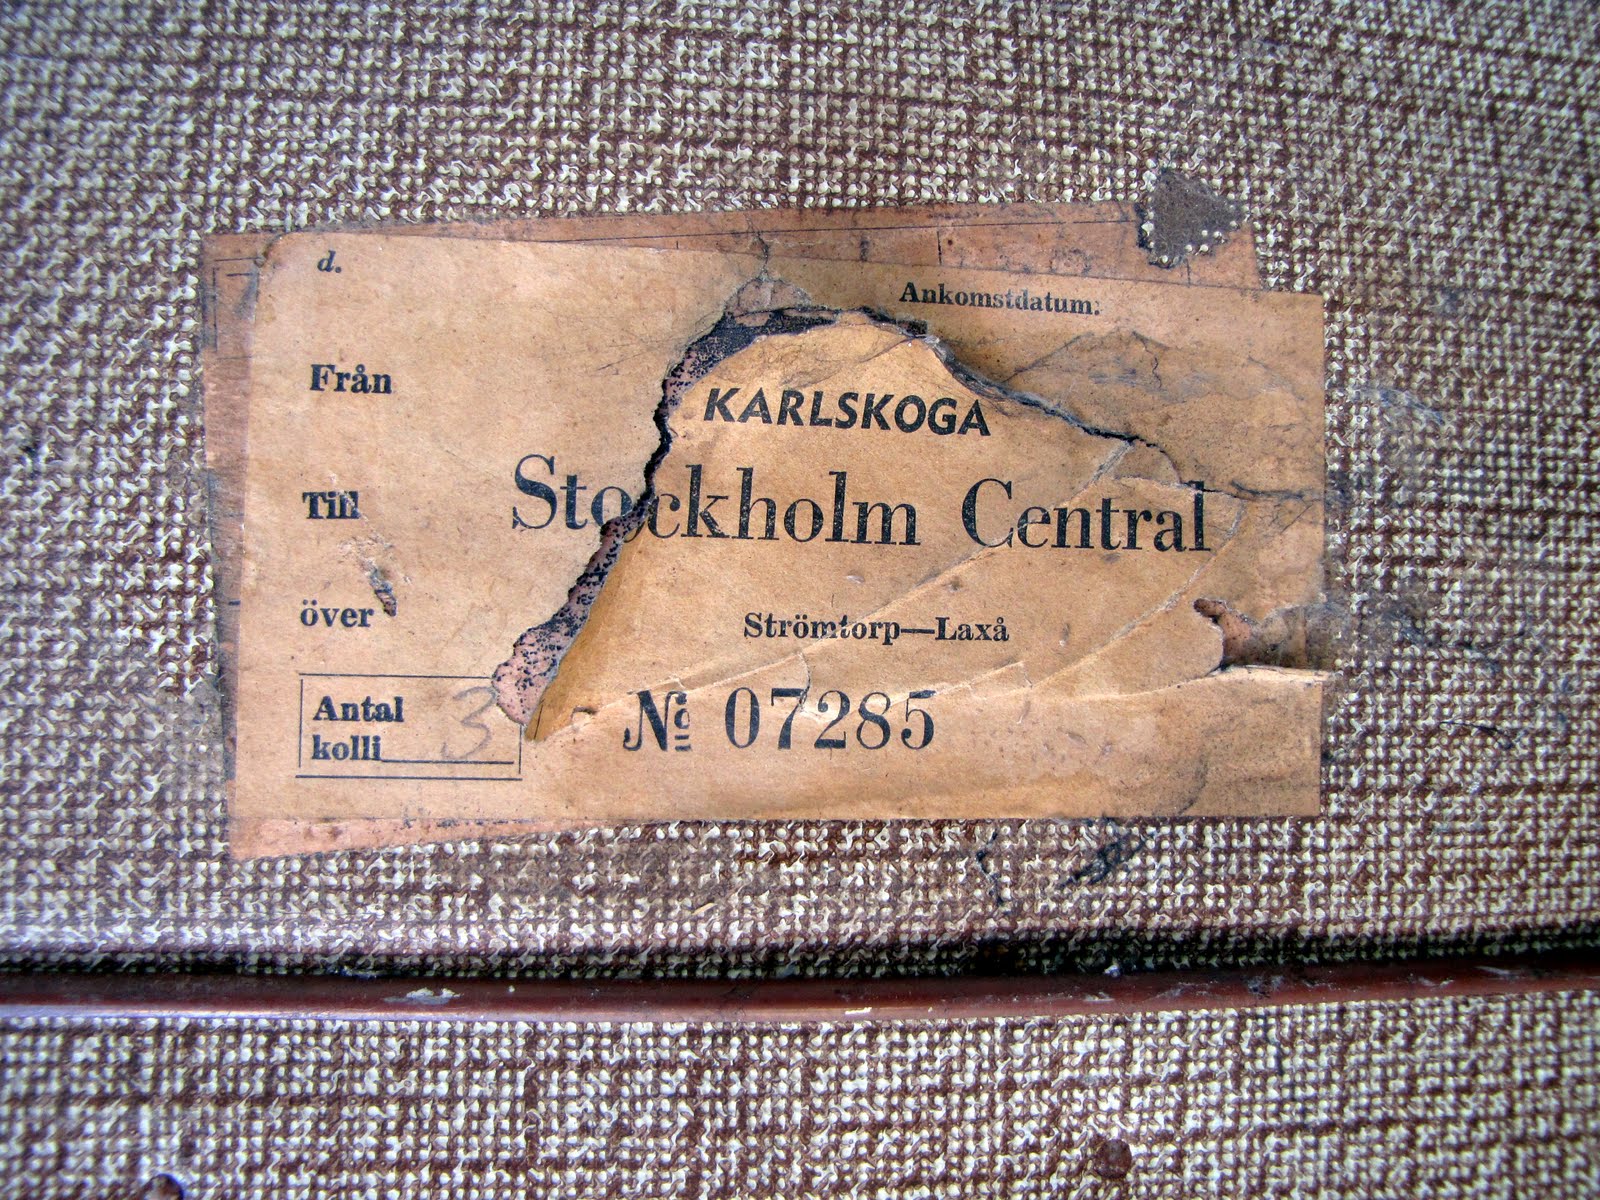 d.
Ankomstdatum:
Från KARLSKOGA
Till Stockholm Central
över Strömtorp—Laxå
Antal
kolli 3
№ 07285